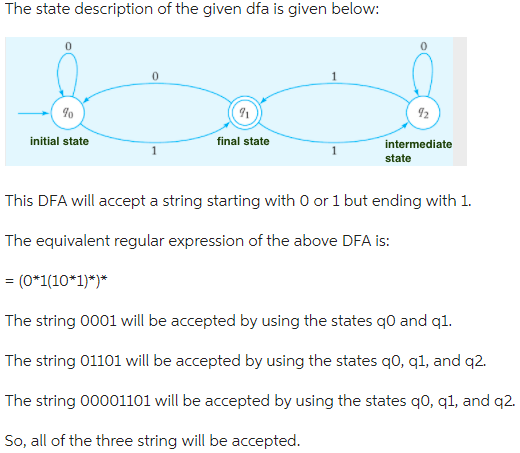 The state description of the given dfa is given below:
0
0
0
1
q0
q1
q2
initial state
final state
intermediate
state
1
1
This DFA will accept a string starting with 0 or 1 but ending with 1.
The equivalent regular expression of the above DFA is:
= (0*1(10*1)*)*
The string 0001 will be accepted by using the states q0 and q1.
The string 01101 will be accepted by using the states q0, q1, and q2.
The string 00001101 will be accepted by using the states q0, q1, and q2.
So, all of the three string will be accepted.